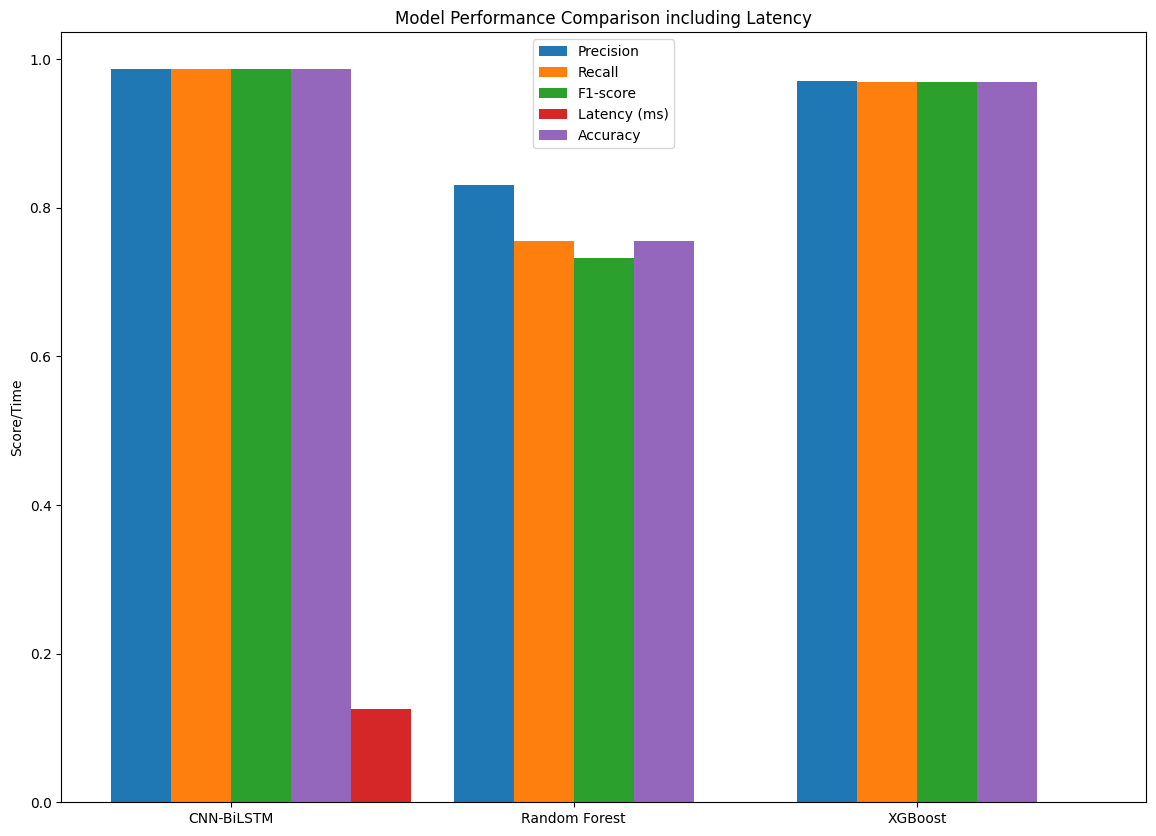 Model Performance Comparison including Latency
Precision
Recall
F1-score
Latency (ms)
Accuracy
Score/Time
1.0
0.8
0.6
0.4
0.2
0.0
CNN-BiLSTM
Random Forest
XGBoost